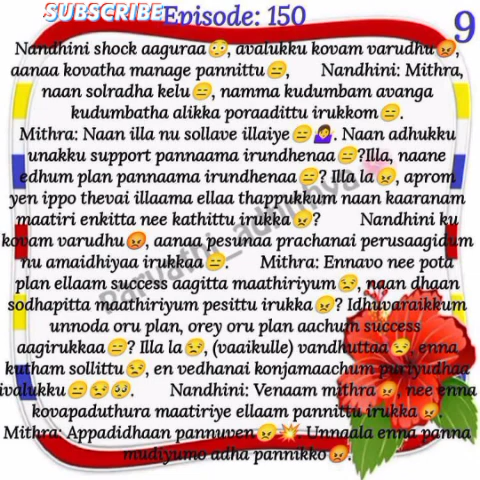 SUBSCRIBE Episode: 150
9
Nandhini shock aaguraa😳, avalukku kovam varudhu😡,
aanaa kovatha manage pannittu😑, Nandhini: Mithra,
naan solradha kelu😑, namma kudumbam avanga
kudumbatha alikka poraadittu irukkom😑.
Mithra: Naan illa nu sollave illaiye😑🤷‍♀️. Naan adhukku
unakku support pannaama irundhenaa😑?Illa, naane
edhum plan pannaama irundhenaa😑? Illa la😠, aprom
yen ippo thevai illaama ellaa thappukkum naan kaaranam
maatiri enkitta nee kathittu irukka😠? Nandhini ku
kovam varudhu😡, aanaa pesunaa prachanai perusaagidum
nu amaidhiyaa irukkaa😑. Mithra: Ennavo nee pota
plan ellaam success aagitta maathiriyum😒, naan dhaan
sodhapitta maathiriyum pesittu irukka😠? Idhuvaraikkum
unnoda oru plan, orey oru plan aachum success
aagirukkaa😑? Illa la😒, (vaaikulle) vandhuttaa😠 enna
kutham sollittu😒, en vedhanai konjamaachum puriyudhaa
ivalukku😑😒🥺. Nandhini: Venaam mithra😠, nee enna
kovapaduthura maatiriye ellaam pannittu irukka😠.
Mithra: Appadidhaan pannuven😠💥. Unnala enna panna
mudiyumo adha pannikko😠.
Parvathi_adhithya